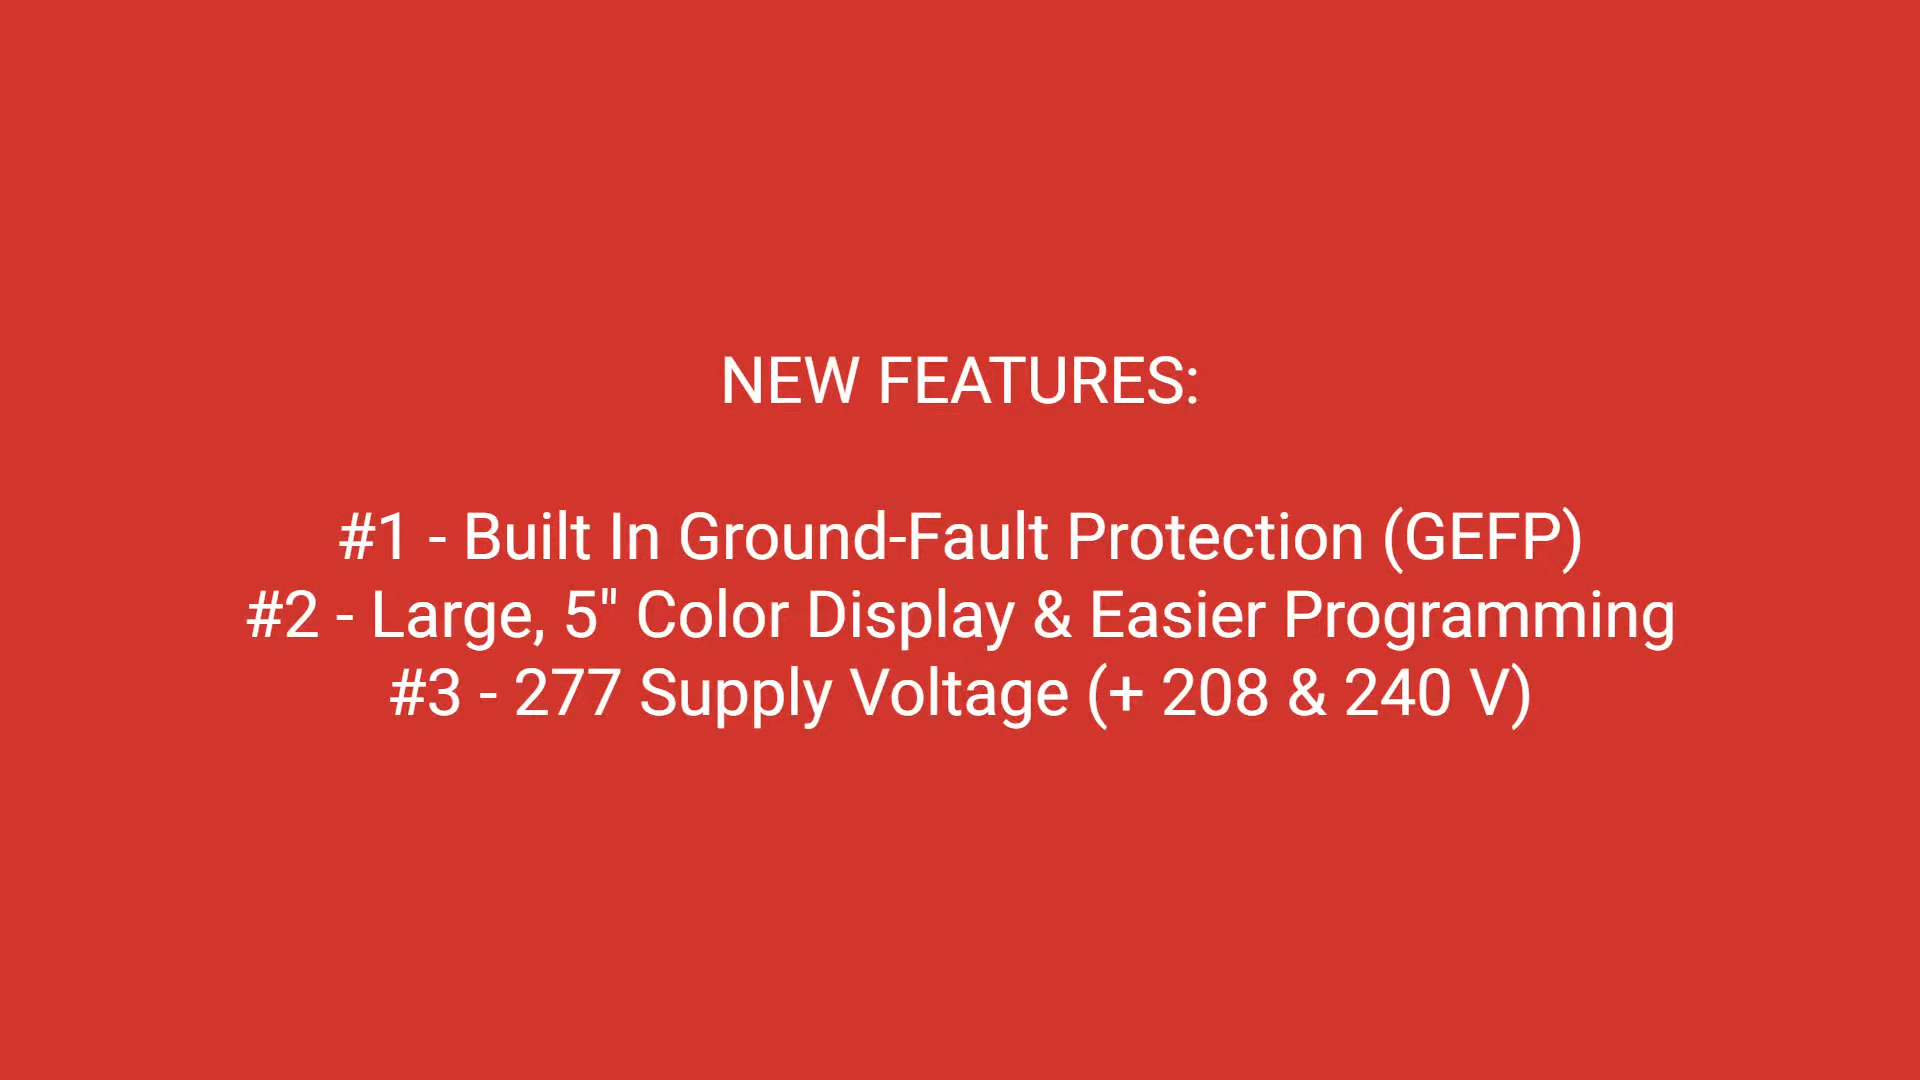 NEW FEATURES:
#1 - Built In Ground-Fault Protection (GEFP)
#2 - Large, 5" Color Display & Easier Programming
#3 - 277 Supply Voltage (+ 208 & 240 V)